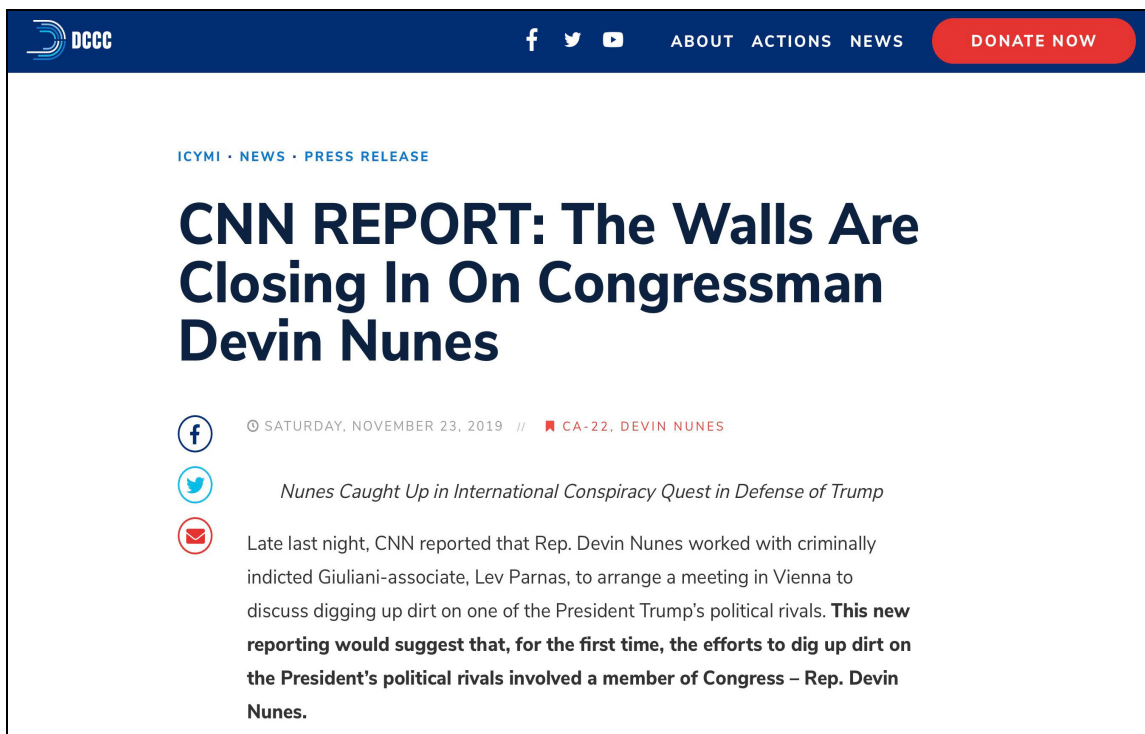 DCCC
ABOUT ACTIONS NEWS DONATE NOW
ICYMI · NEWS · PRESS RELEASE
CNN REPORT: The Walls Are
Closing In On Congressman
Devin Nunes
SATURDAY, NOVEMBER 23, 2019 // CA-22, DEVIN NUNES
Nunes Caught Up in International Conspiracy Quest in Defense of Trump
Late last night, CNN reported that Rep. Devin Nunes worked with criminally
indicted Giuliani-associate, Lev Parnas, to arrange a meeting in Vienna to
discuss digging up dirt on one of the President Trump's political rivals. This new
reporting would suggest that, for the first time, the efforts to dig up dirt on
the President's political rivals involved a member of Congress – Rep. Devin
Nunes.